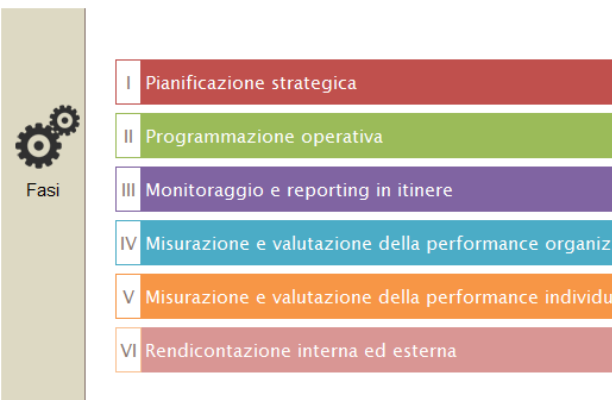 Fasi
I Pianificazione strategica
II Programmazione operativa
III Monitoraggio e reporting in itinere
IV Misurazione e valutazione della performance organiz
V Misurazione e valutazione della performance individu
VI Rendicontazione interna ed esterna